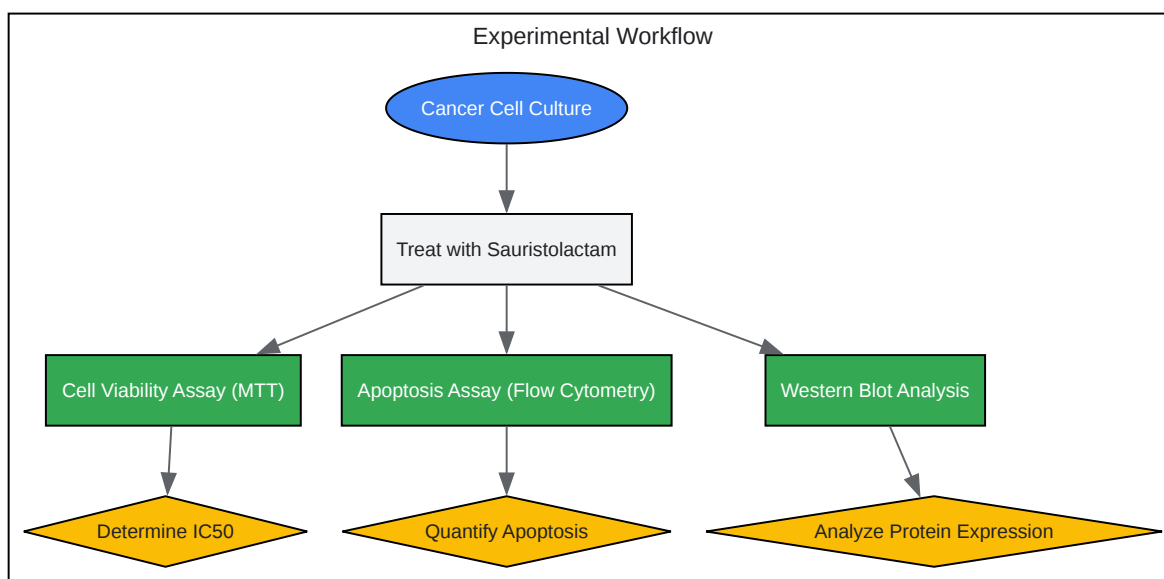 Experimental Workflow
Cancer Cell Culture
Treat with Sauristolactam
Cell Viability Assay (MTT)
Apoptosis Assay (Flow Cytometry)
Western Blot Analysis
Determine IC50
Quantify Apoptosis
Analyze Protein Expression